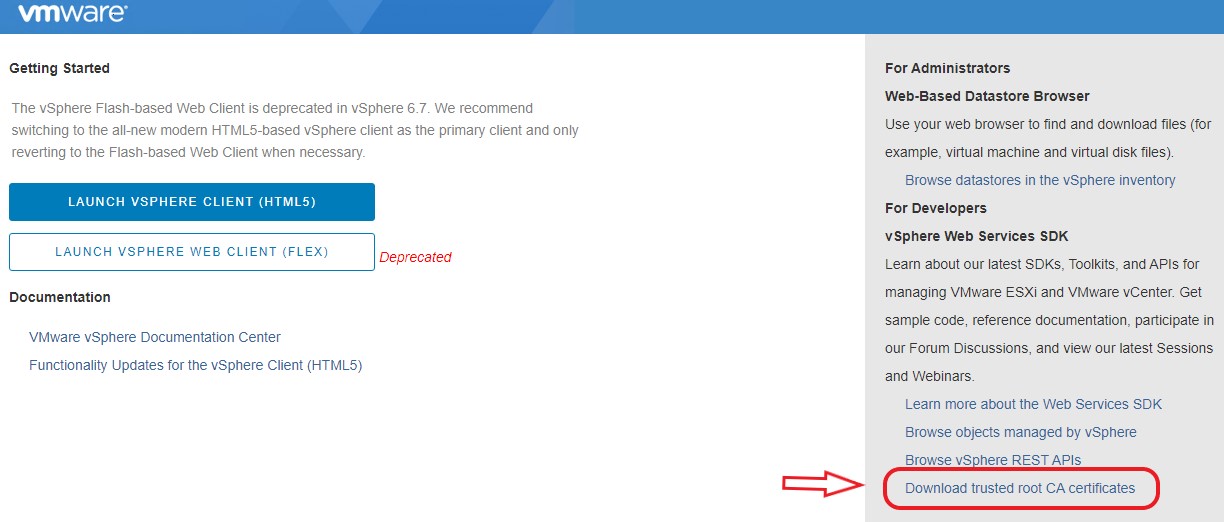 vmware®
Getting Started
The vSphere Flash-based Web Client is deprecated in vSphere 6.7. We recommend
switching to the all-new modern HTML5-based vSphere client as the primary client and only
reverting to the Flash-based Web Client when necessary.
LAUNCH VSPHERE CLIENT (HTML5)
LAUNCH VSPHERE WEB CLIENT (FLEX)
Deprecated
Documentation
VMware vSphere Documentation Center
Functionality Updates for the vSphere Client (HTML5)
For Administrators
Web-Based Datastore Browser
Use your web browser to find and download files (for
example, virtual machine and virtual disk files).
Browse datastores in the vSphere inventory
For Developers
vSphere Web Services SDK
Learn about our latest SDKs, Toolkits, and APIs for
managing VMware ESXi and VMware vCenter. Get
sample code, reference documentation, participate in
our Forum Discussions, and view our latest Sessions
and Webinars.
Learn more about the Web Services SDK
Browse objects managed by vSphere
Browse vSphere REST APIs
Download trusted root CA certificates